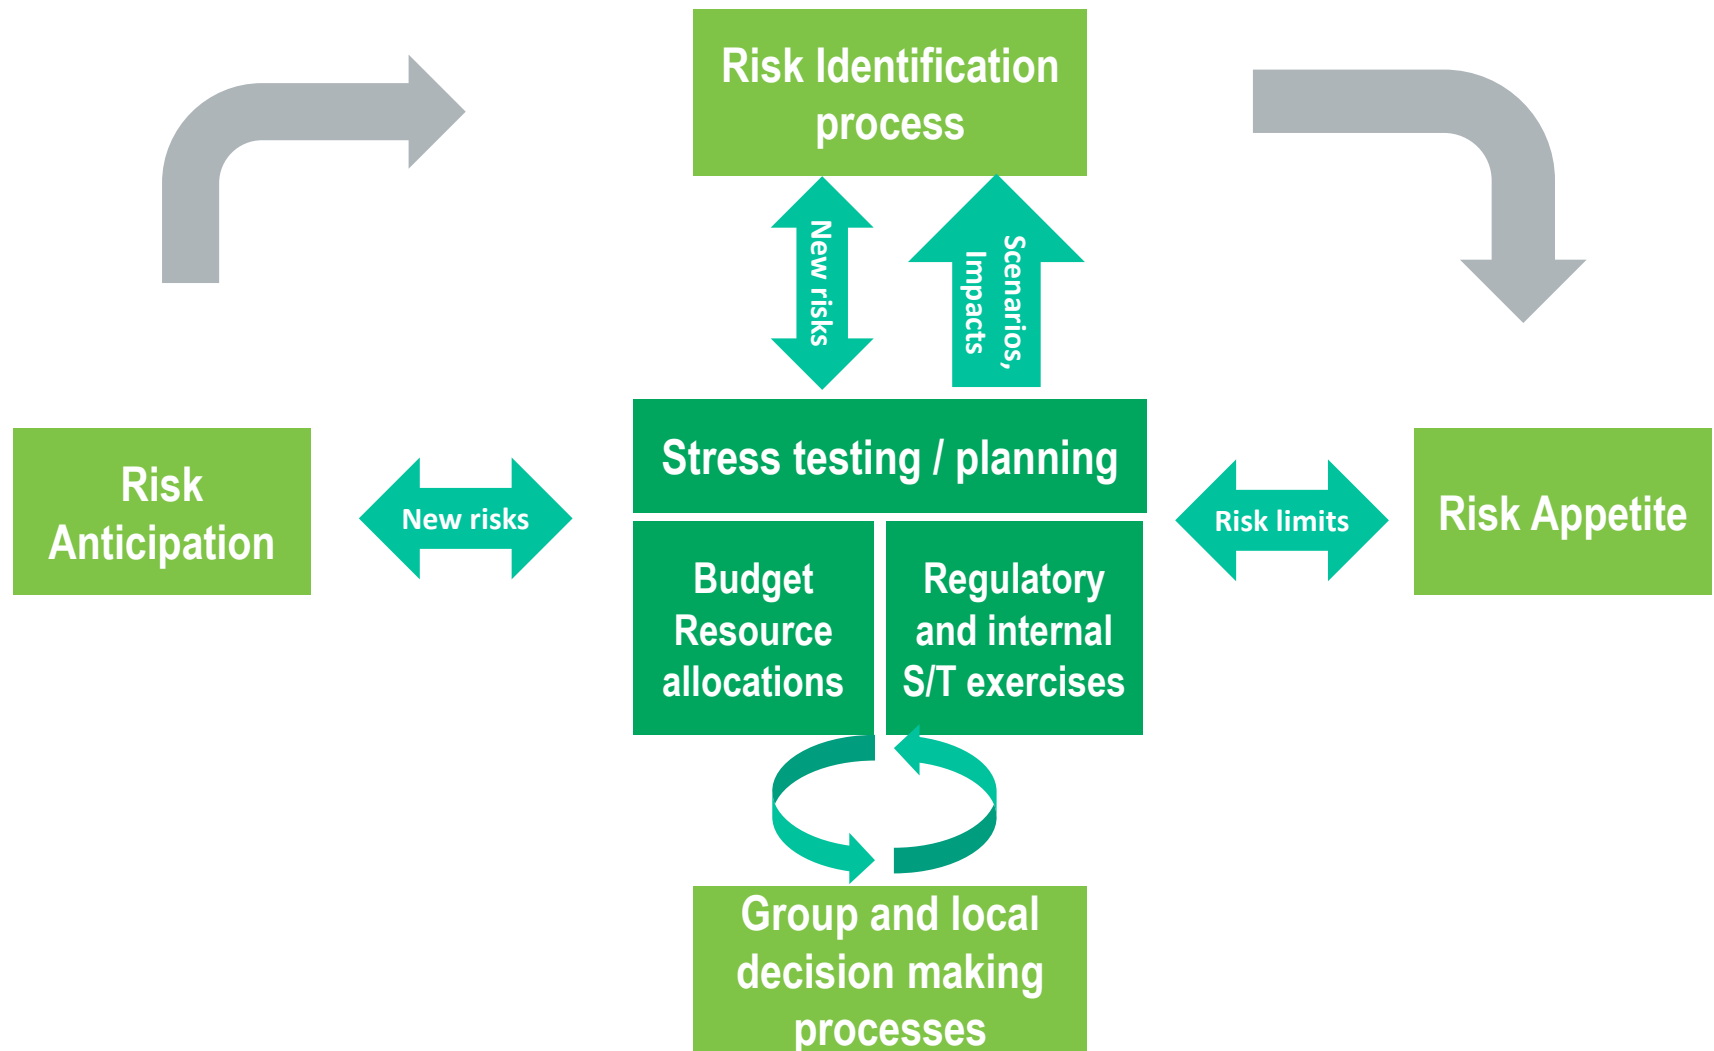 Risk Identification
process
New risks
Scenarios,
Impacts
Stress testing / planning
Risk
Anticipation
New risks
Risk limits
Risk Appetite
Budget
Resource
allocations
Regulatory
and internal
S/T exercises
Group and local
decision making
processes